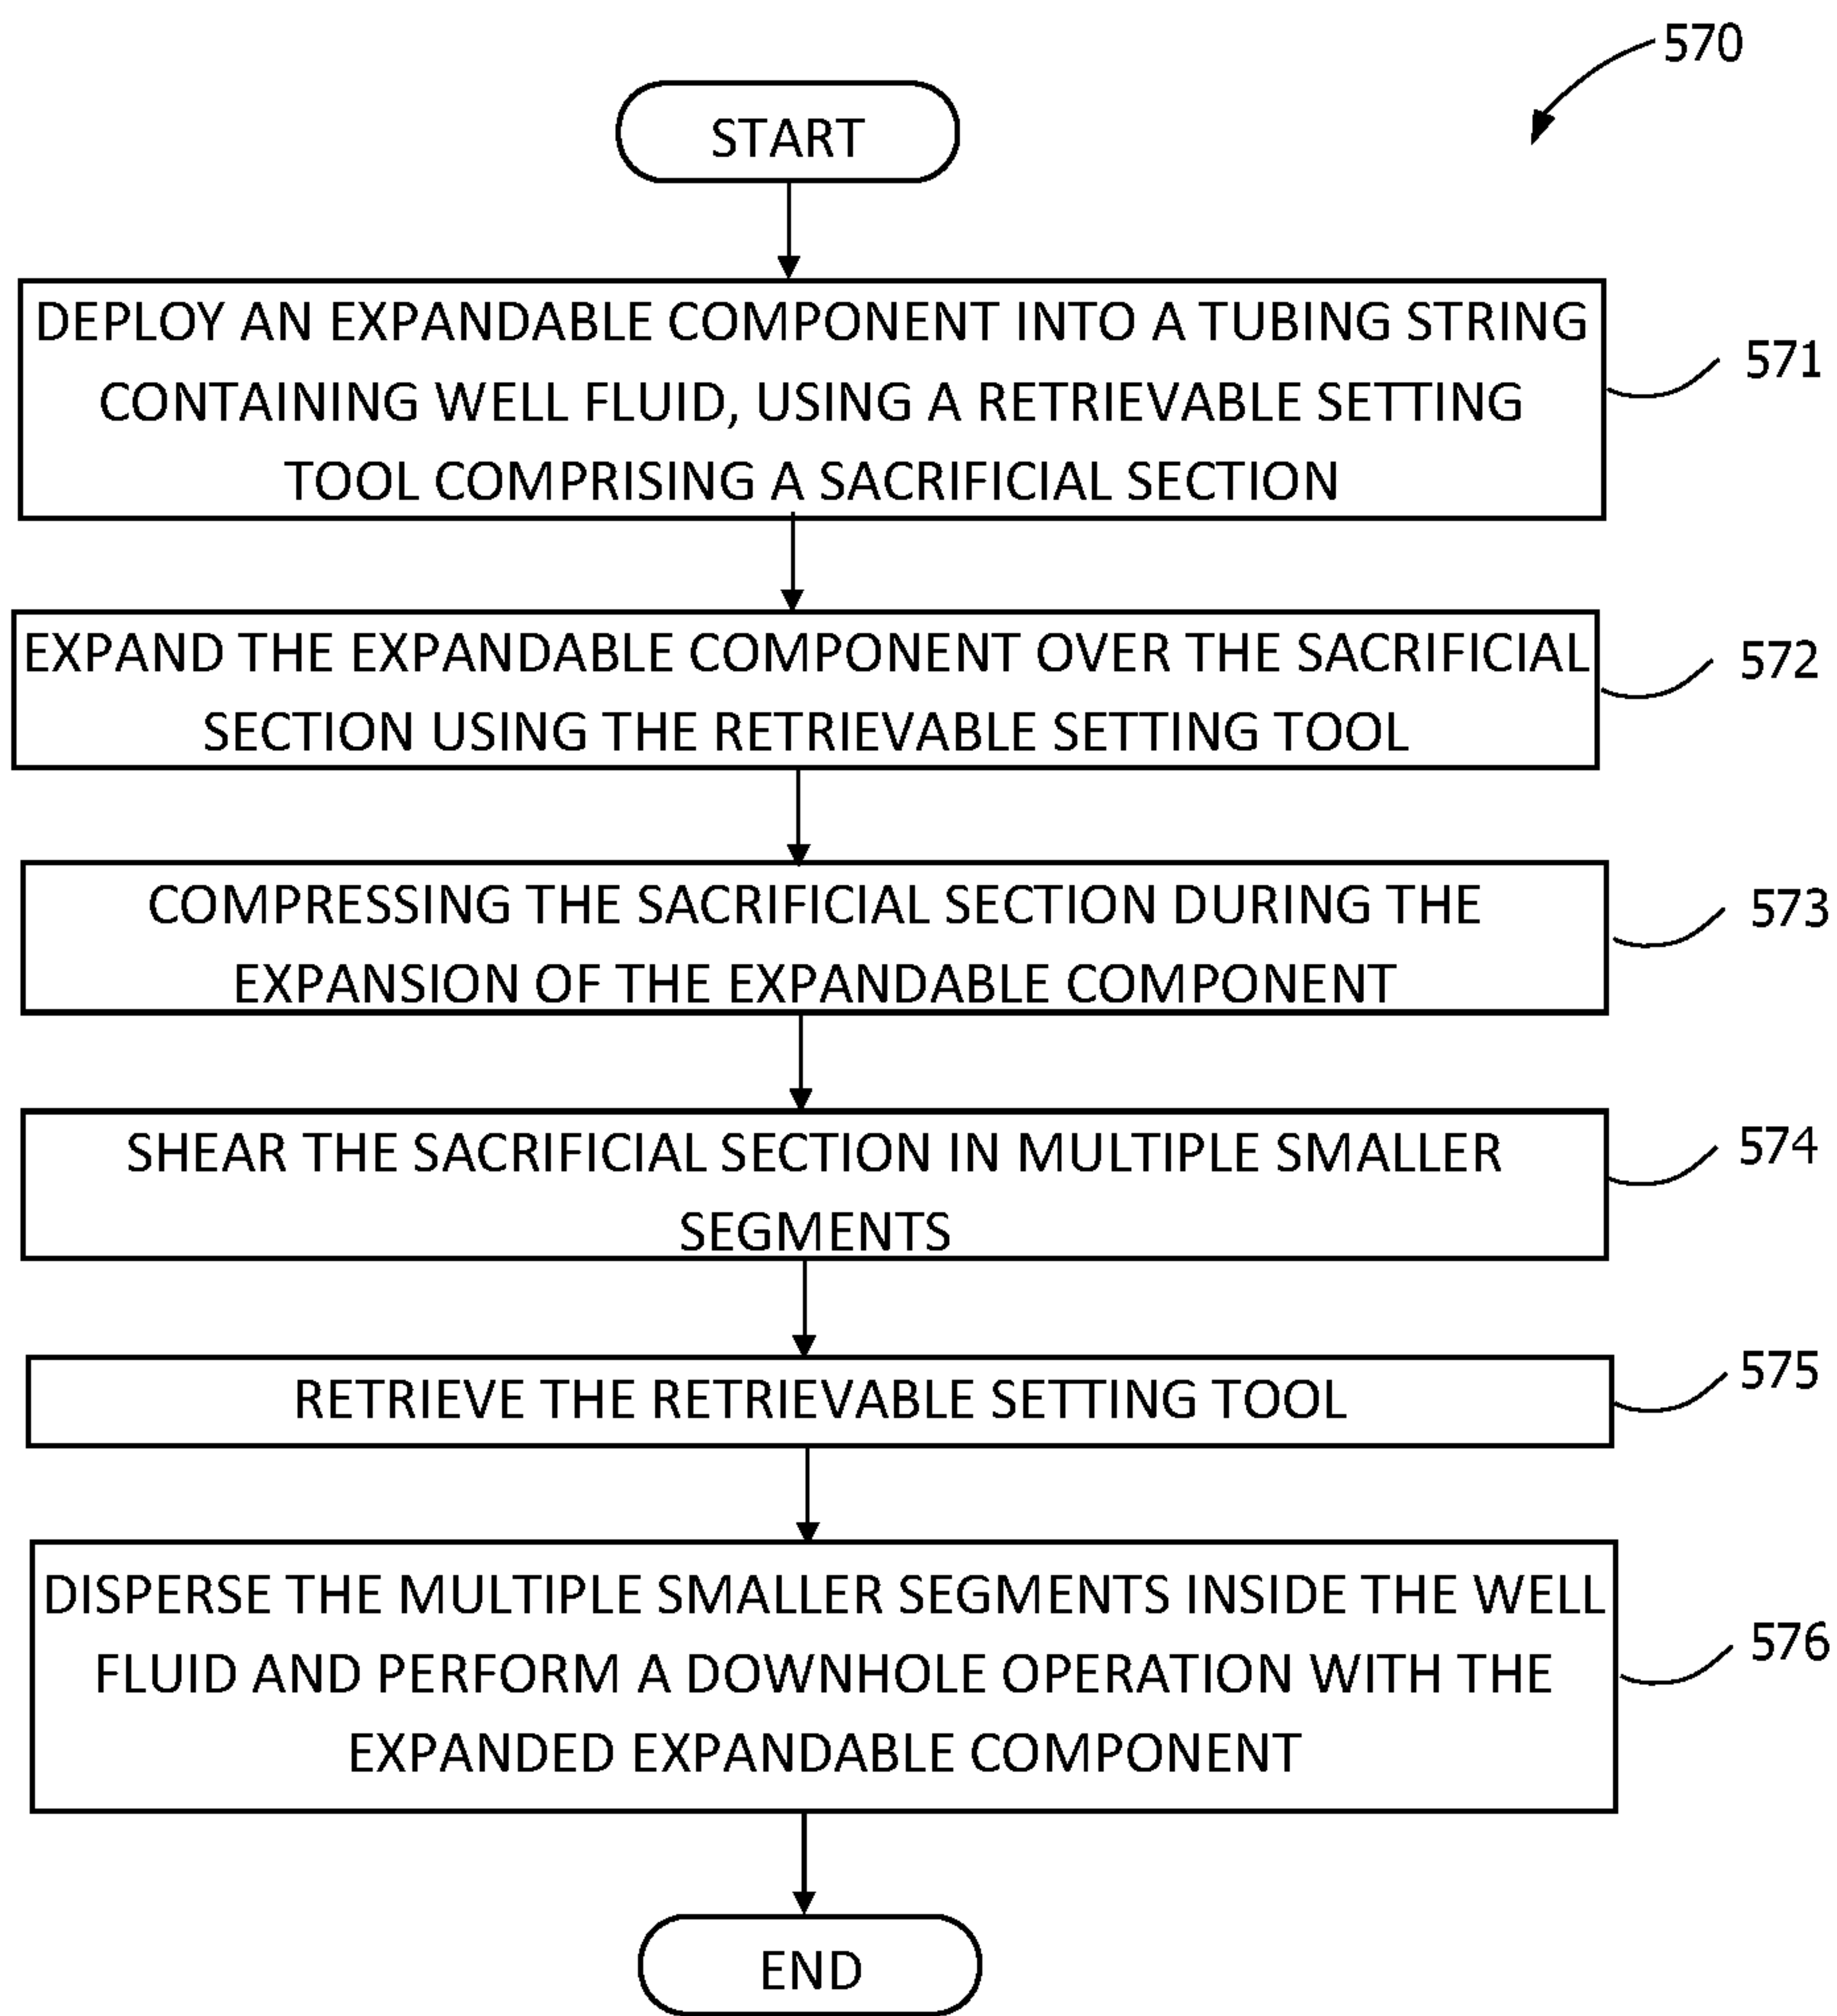 570
START
DEPLOY AN EXPANDABLE COMPONENT INTO A TUBING STRING
CONTAINING WELL FLUID, USING A RETRIEVABLE SETTING
TOOL COMPRISING A SACRIFICIAL SECTION
571
EXPAND THE EXPANDABLE COMPONENT OVER THE SACRIFICIAL
SECTION USING THE RETRIEVABLE SETTING TOOL
572
COMPRESSING THE SACRIFICIAL SECTION DURING THE
EXPANSION OF THE EXPANDABLE COMPONENT
573
SHEAR THE SACRIFICIAL SECTION IN MULTIPLE SMALLER
SEGMENTS
574
RETRIEVE THE RETRIEVABLE SETTING TOOL
575
DISPERSE THE MULTIPLE SMALLER SEGMENTS INSIDE THE WELL
FLUID AND PERFORM A DOWNHOLE OPERATION WITH THE
EXPANDED EXPANDABLE COMPONENT
576
END